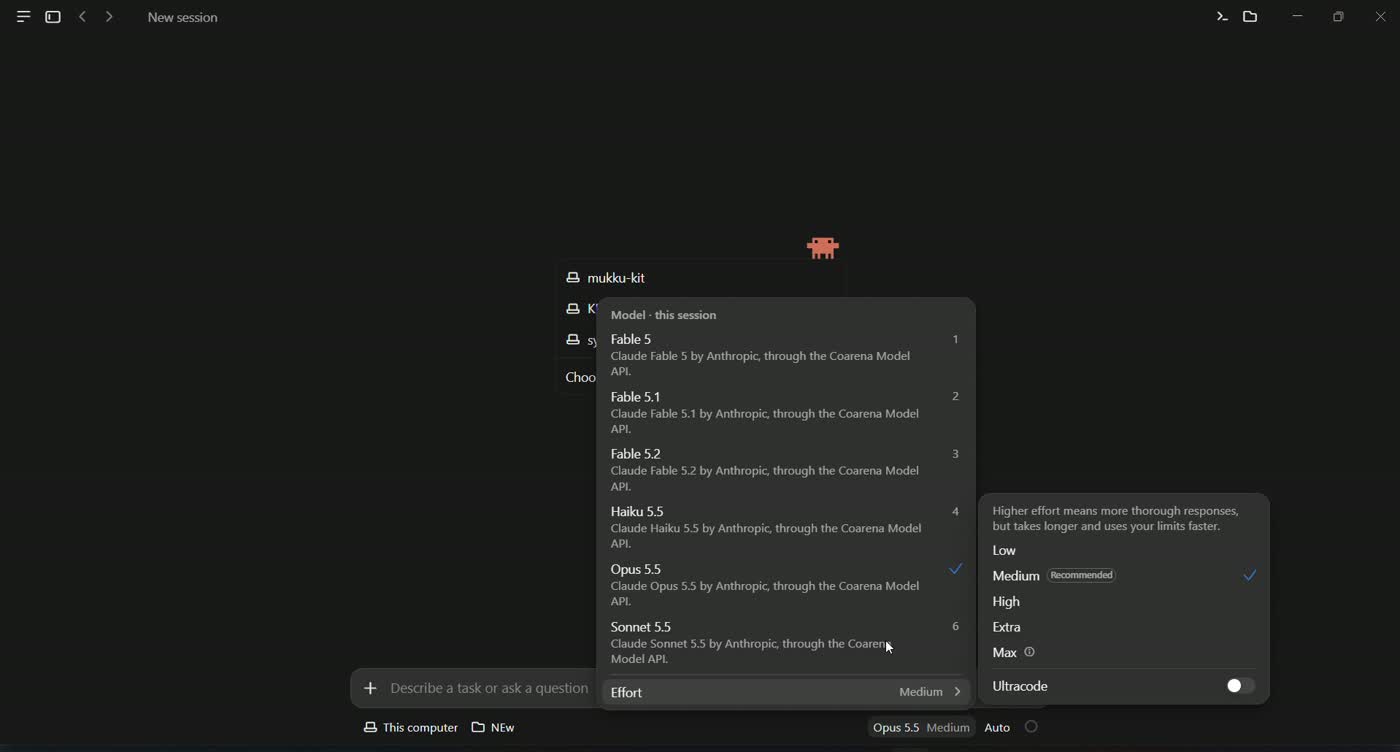 New session
mukku-kit
Model · this session
Fable 5 1
Claude Fable 5 by Anthropic, through the Coarena Model
API.
Choo
Fable 5.1 2
Claude Fable 5.1 by Anthropic, through the Coarena Model
API.
Fable 5.2 3
Claude Fable 5.2 by Anthropic, through the Coarena Model
API.
Haiku 5.5 4
Claude Haiku 5.5 by Anthropic, through the Coarena Model
API.
Opus 5.5
Claude Opus 5.5 by Anthropic, through the Coarena Model
API.
Sonnet 5.5 6
Claude Sonnet 5.5 by Anthropic, through the Coarena
Model API.
Effort Medium
Higher effort means more thorough responses,
but takes longer and uses your limits faster.
Low
Medium Recommended
High
Extra
Max
Ultracode
Describe a task or ask a question
This computer NEw
Opus 5.5 Medium Auto